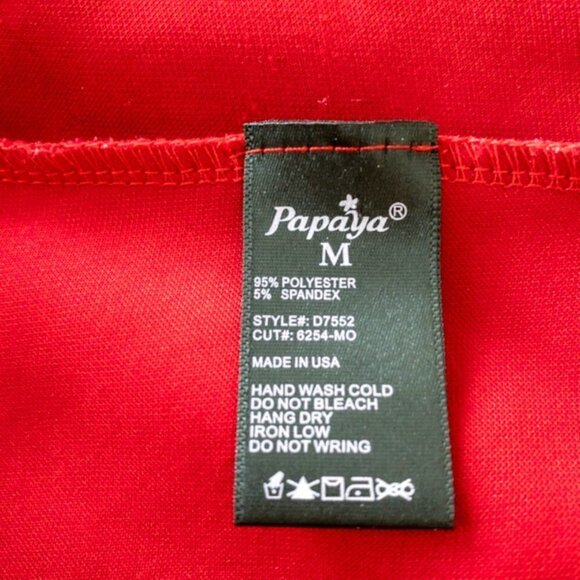 Papaya®
M
95% POLYESTER
5% SPANDEX
STYLE#: D7552
CUT#: 6254-MO
MADE IN USA
HAND WASH COLD
DO NOT BLEACH
HANG DRY
IRON LOW
DO NOT WRING